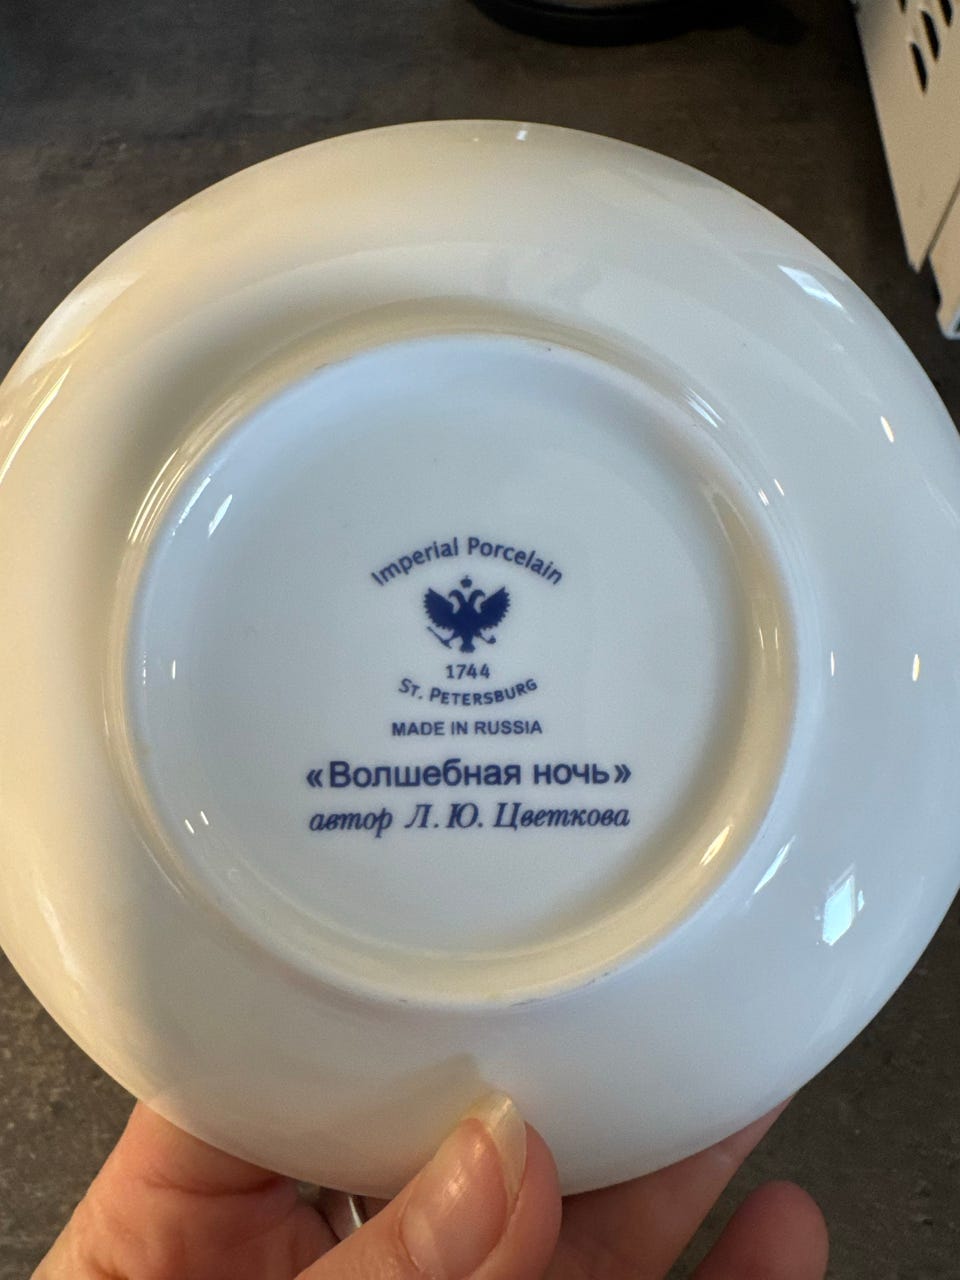 Imperial Porcelain
1744
ST. PETERSBURG
MADE IN RUSSIA
«Волшебная ночь»
автор Л. Ю. Цветкова